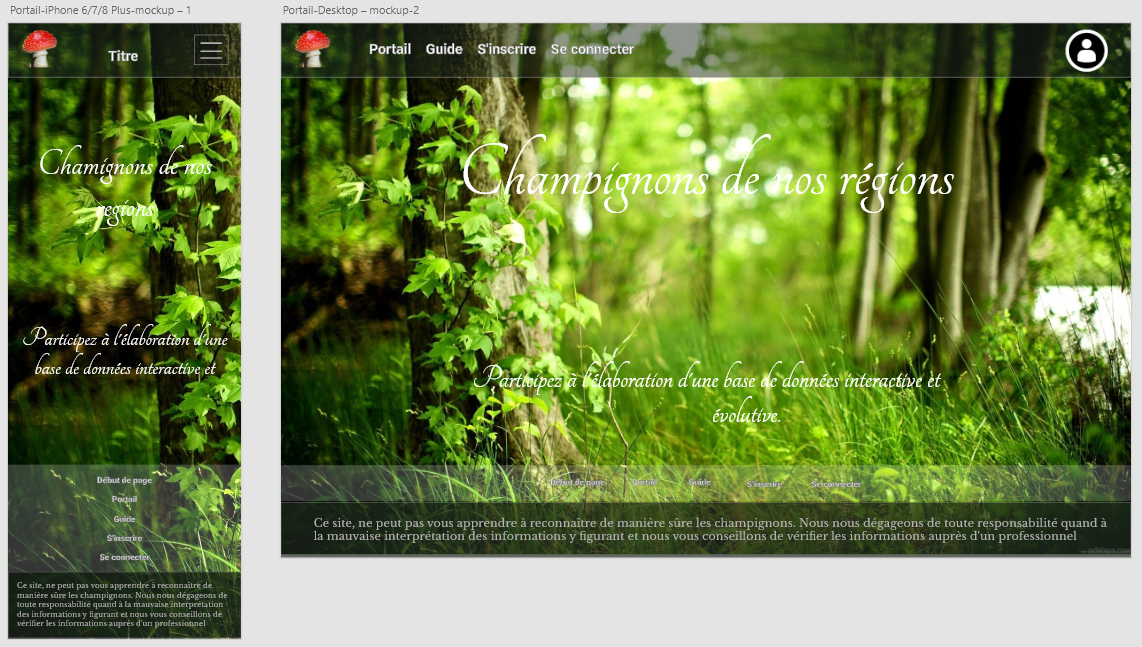 Portail-iPhone 6/7/8 Plus-mockup – 1
Titre
Chamignons de nos
regions
Participez à l'élaboration d'une
base de données interactive et
Début de page
Portail
Guide
S'inscrire
Se connecter
Ce site, ne peut pas vous apprendre à reconnaître de
manière sûre les champignons. Nous nous dégageons de
toute responsabilité quand à la mauvaise interprétation
des informations y figurant et nous vous conseillons de
vérifier les informations auprès d'un professionnel
Portail-Desktop – mockup-2
Portail Guide S'inscrire Se connecter
Champignons de nos régions
Participez à l'élaboration d'une base de données interactive et
évolutive.
Début de page Portail Guide S'inscrire Se connecter
Ce site, ne peut pas vous apprendre à reconnaître de manière sûre les champignons. Nous nous dégageons de toute responsabilité quand à
la mauvaise interprétation des informations y figurant et nous vous conseillons de vérifier les informations auprès d'un professionnel